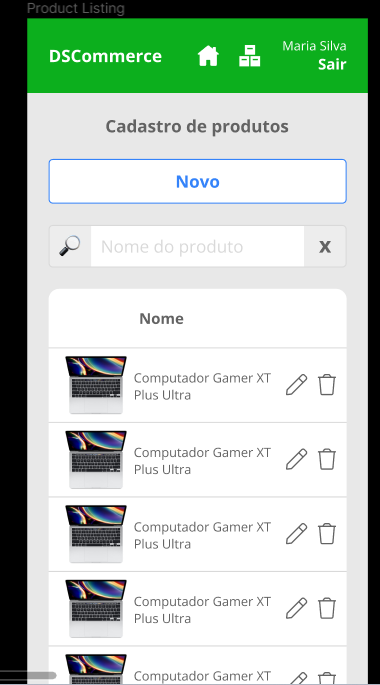 Product Listing
DSCommerce
Maria Silva
Sair
Cadastro de produtos
Novo
Nome do produto
X
Nome
Computador Gamer XT
Plus Ultra
Computador Gamer XT
Plus Ultra
Computador Gamer XT
Plus Ultra
Computador Gamer XT
Plus Ultra
Computador Gamer XT